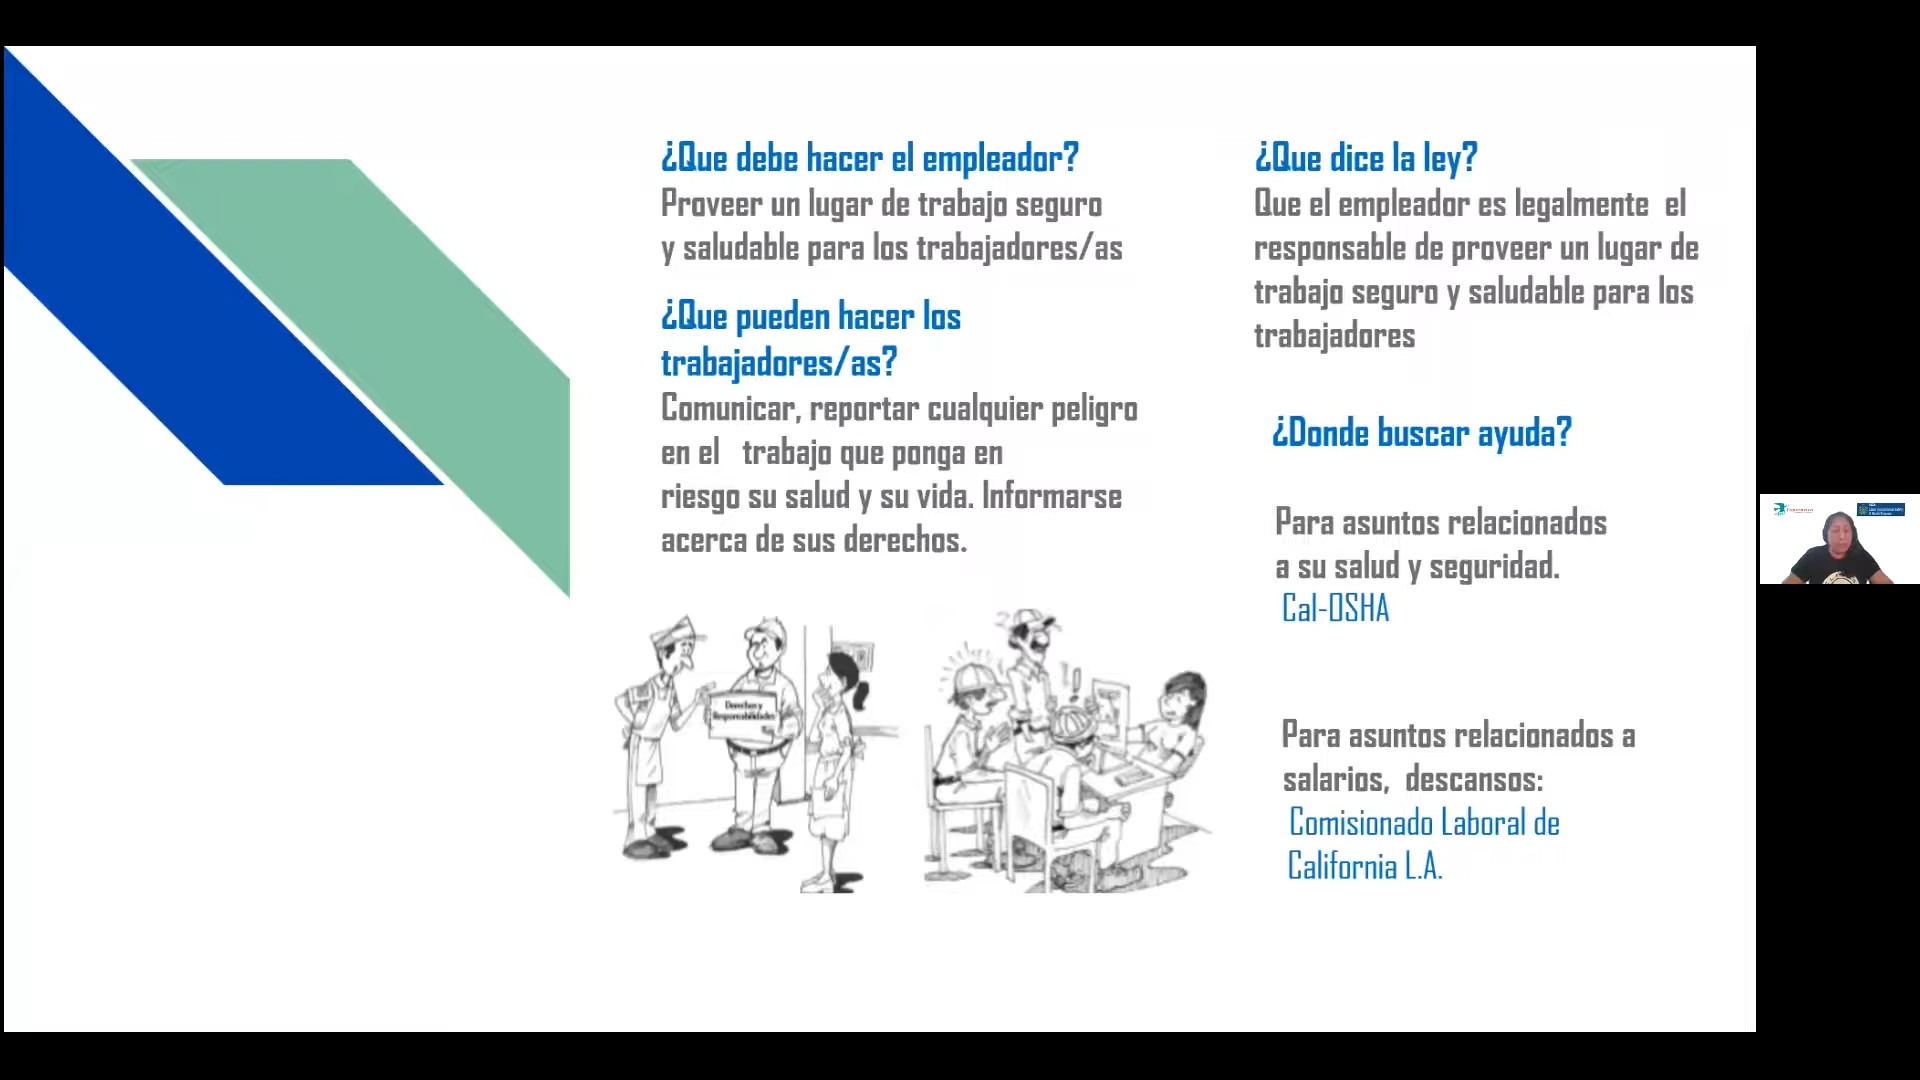 ¿Que debe hacer el empleador?
Proveer un lugar de trabajo seguro
y saludable para los trabajadores/as
¿Que pueden hacer los
trabajadores/as?
Comunicar, reportar cualquier peligro
en el trabajo que ponga en
riesgo su salud y su vida. Informarse
acerca de sus derechos.
Derechos y
Responsabilidades
¿Que dice la ley?
Que el empleador es legalmente el
responsable de proveer un lugar de
trabajo seguro y saludable para los
trabajadores
¿Donde buscar ayuda?
Para asuntos relacionados
a su salud y seguridad.
Cal-OSHA
Para asuntos relacionados a
salarios, descansos:
Comisionado Laboral de
California L.A.